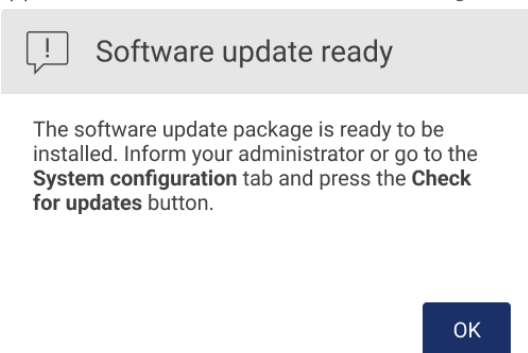 Software update ready
The software update package is ready to be
installed. Inform your administrator or go to the
System configuration tab and press the Check
for updates button.
OK